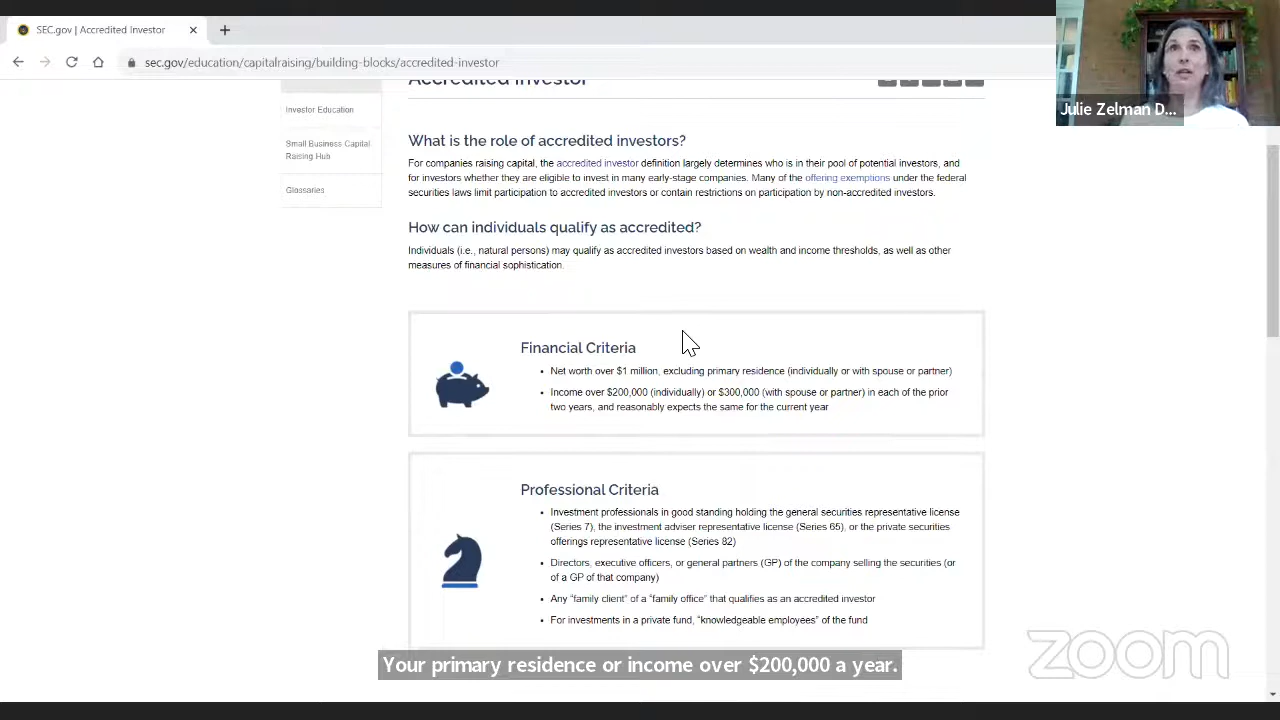 SEC.gov | Accredited Investor
sec.gov/education/capitalraising/building-blocks/accredited-investor
Julie Zelman D...
Accredited Investor
Investor Education
Small Business Capital
Raising Hub
Glossaries
What is the role of accredited investors?
For companies raising capital, the accredited investor definition largely determines who is in their pool of potential investors, and
for investors whether they are eligible to invest in many early-stage companies. Many of the offering exemptions under the federal
securities laws limit participation to accredited investors or contain restrictions on participation by non-accredited investors.
How can individuals qualify as accredited?
Individuals (i.e., natural persons) may qualify as accredited investors based on wealth and income thresholds, as well as other
measures of financial sophistication.
Financial Criteria
• Net worth over $1 million, excluding primary residence (individually or with spouse or partner)
• Income over $200,000 (individually) or $300,000 (with spouse or partner) in each of the prior
two years, and reasonably expects the same for the current year
Professional Criteria
• Investment professionals in good standing holding the general securities representative license
(Series 7), the investment adviser representative license (Series 65), or the private securities
offerings representative license (Series 82)
• Directors, executive officers, or general partners (GP) of the company selling the securities (or
of a GP of that company)
• Any “family client” of a “family office” that qualifies as an accredited investor
• For investments in a private fund, “knowledgeable employees” of the fund
Your primary residence or income over $200,000 a year.
zoom